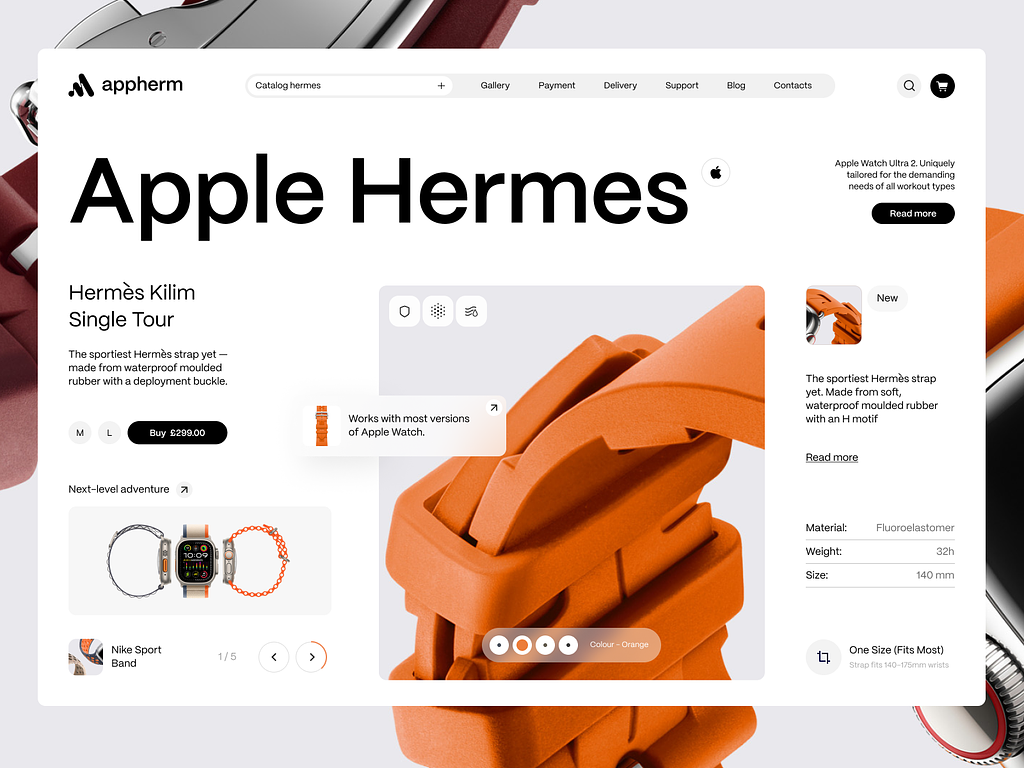 appherm
Catalog hermes
Gallery
Payment
Delivery
Support
Blog
Contacts
Apple Hermes
Apple Watch Ultra 2. Uniquely
tailored for the demanding
needs of all workout types
Read more
Hermès Kilim
Single Tour
The sportiest Hermès strap yet —
made from waterproof moulded
rubber with a deployment buckle.
M
L
Buy £299.00
Next-level adventure
10:09
Nike Sport
Band
1 / 5
Works with most versions
of Apple Watch.
Colour - Orange
New
The sportiest Hermès strap
yet. Made from soft,
waterproof moulded rubber
with an H motif
Read more
Material: Fluoroelastomer
Weight: 32h
Size: 140 mm
One Size (Fits Most)
Strap fits 140–175mm wrists